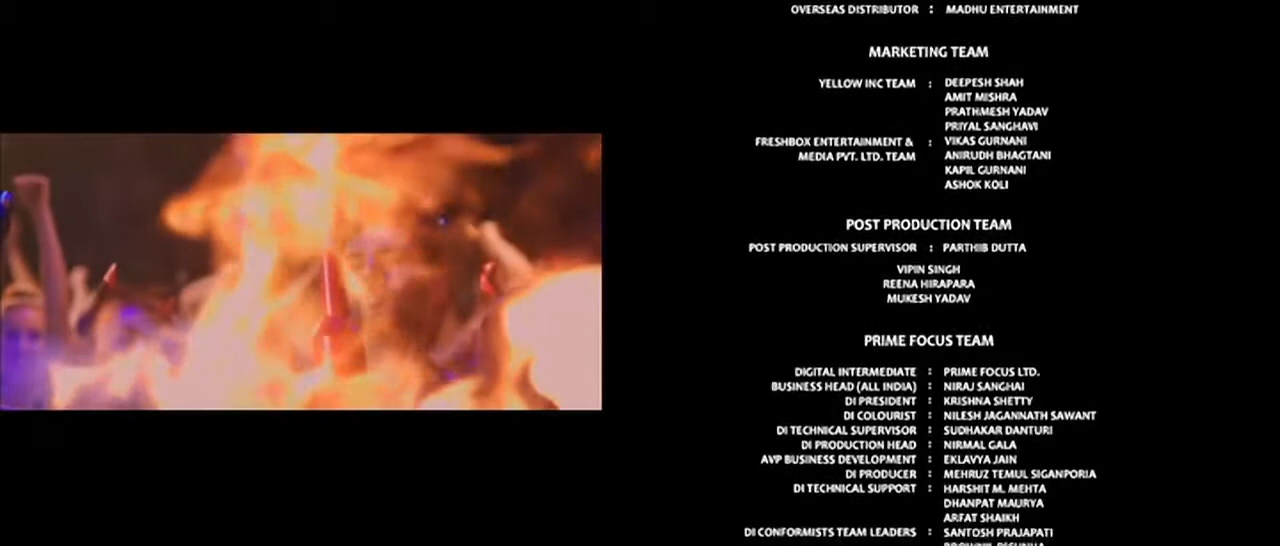 OVERSEAS DISTRIBUTOR : MADHU ENTERTAINMENT
MARKETING TEAM
YELLOW INC TEAM : DEEPESH SHAH
AMIT MISHRA
PRATHMESH YADAV
PRIYAL SANGHAVI
FRESHBOX ENTERTAINMENT & : VIKAS GURNANI
MEDIA PVT. LTD. TEAM ANIRUDH BHAGTANI
KAPIL GURNANI
ASHOK KOLI
POST PRODUCTION TEAM
POST PRODUCTION SUPERVISOR : PARTHIB DUTTA
VIPIN SINGH
REENA HIRAPARA
MUKESH YADAV
PRIME FOCUS TEAM
DIGITAL INTERMEDIATE : PRIME FOCUS LTD.
BUSINESS HEAD (ALL INDIA) : NIRAJ SANGHAI
DI PRESIDENT : KRISHNA SHETTY
DI COLOURIST : NILESH JAGANNATH SAWANT
DI TECHNICAL SUPERVISOR : SUDHAKAR DANTURI
DI PRODUCTION HEAD : NIRMAL GALA
AVP BUSINESS DEVELOPMENT : EKLAVYA JAIN
DI PRODUCER : MEHRUZ TEMUL SIGANPORIA
DI TECHNICAL SUPPORT : HARSHIT M. MEHTA
DHANPAT MAURYA
ARFAT SHAIKH
DI CONFORMISTS TEAM LEADERS : SANTOSH PRAJAPATI